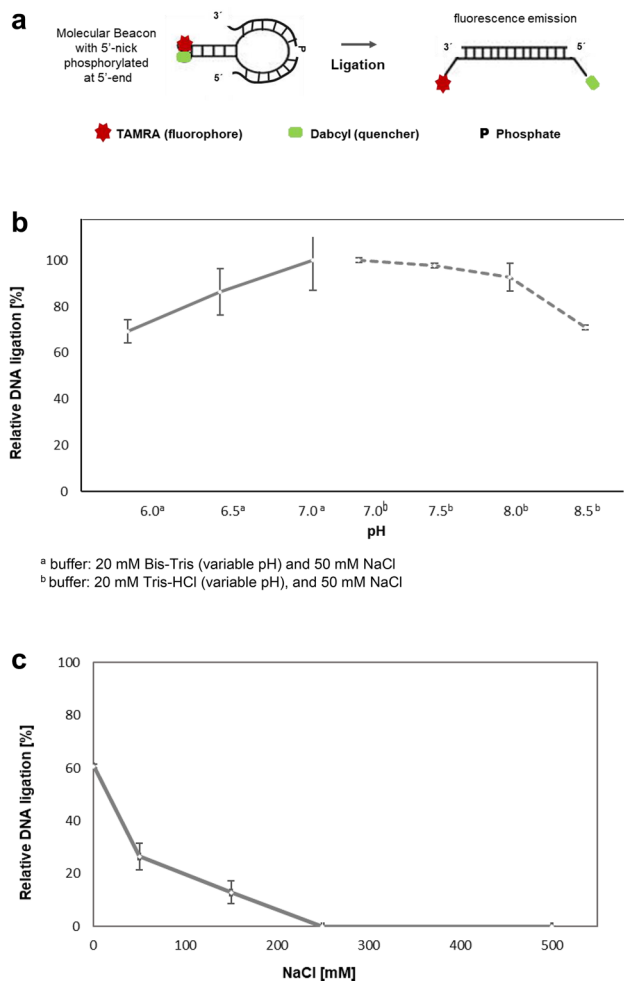 a
Molecular Beacon
with 5’-nick
phosphorylated
at 5’-end
3´
5´
P
Ligation
fluorescence emission
3´
5´
TAMRA (fluorophore)
Dabcyl (quencher)
P Phosphate
b
Relative DNA ligation [%]
100
80
60
40
20
0
6.0ᵃ
6.5ᵃ
7.0ᵃ
7.0ᵇ
7.5ᵇ
8.0ᵇ
8.5ᵇ
pH
ᵃ buffer: 20 mM Bis-Tris (variable pH) and 50 mM NaCl
ᵇ buffer: 20 mM Tris-HCl (variable pH), and 50 mM NaCl
c
Relative DNA ligation [%]
100
80
60
40
20
0
0
100
200
300
400
500
NaCl [mM]